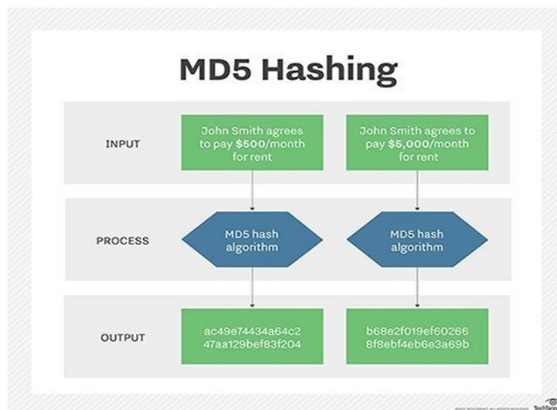 MD5 Hashing
INPUT
John Smith agrees
to pay $500/month
for rent
John Smith agrees to
pay $5,000/month
for rent
PROCESS
MD5 hash
algorithm
MD5 hash
algorithm
OUTPUT
ac49e74434a64c2
47aa129bef83f204
b68e2f019ef60266
8f8ebf4eb6e3a69b